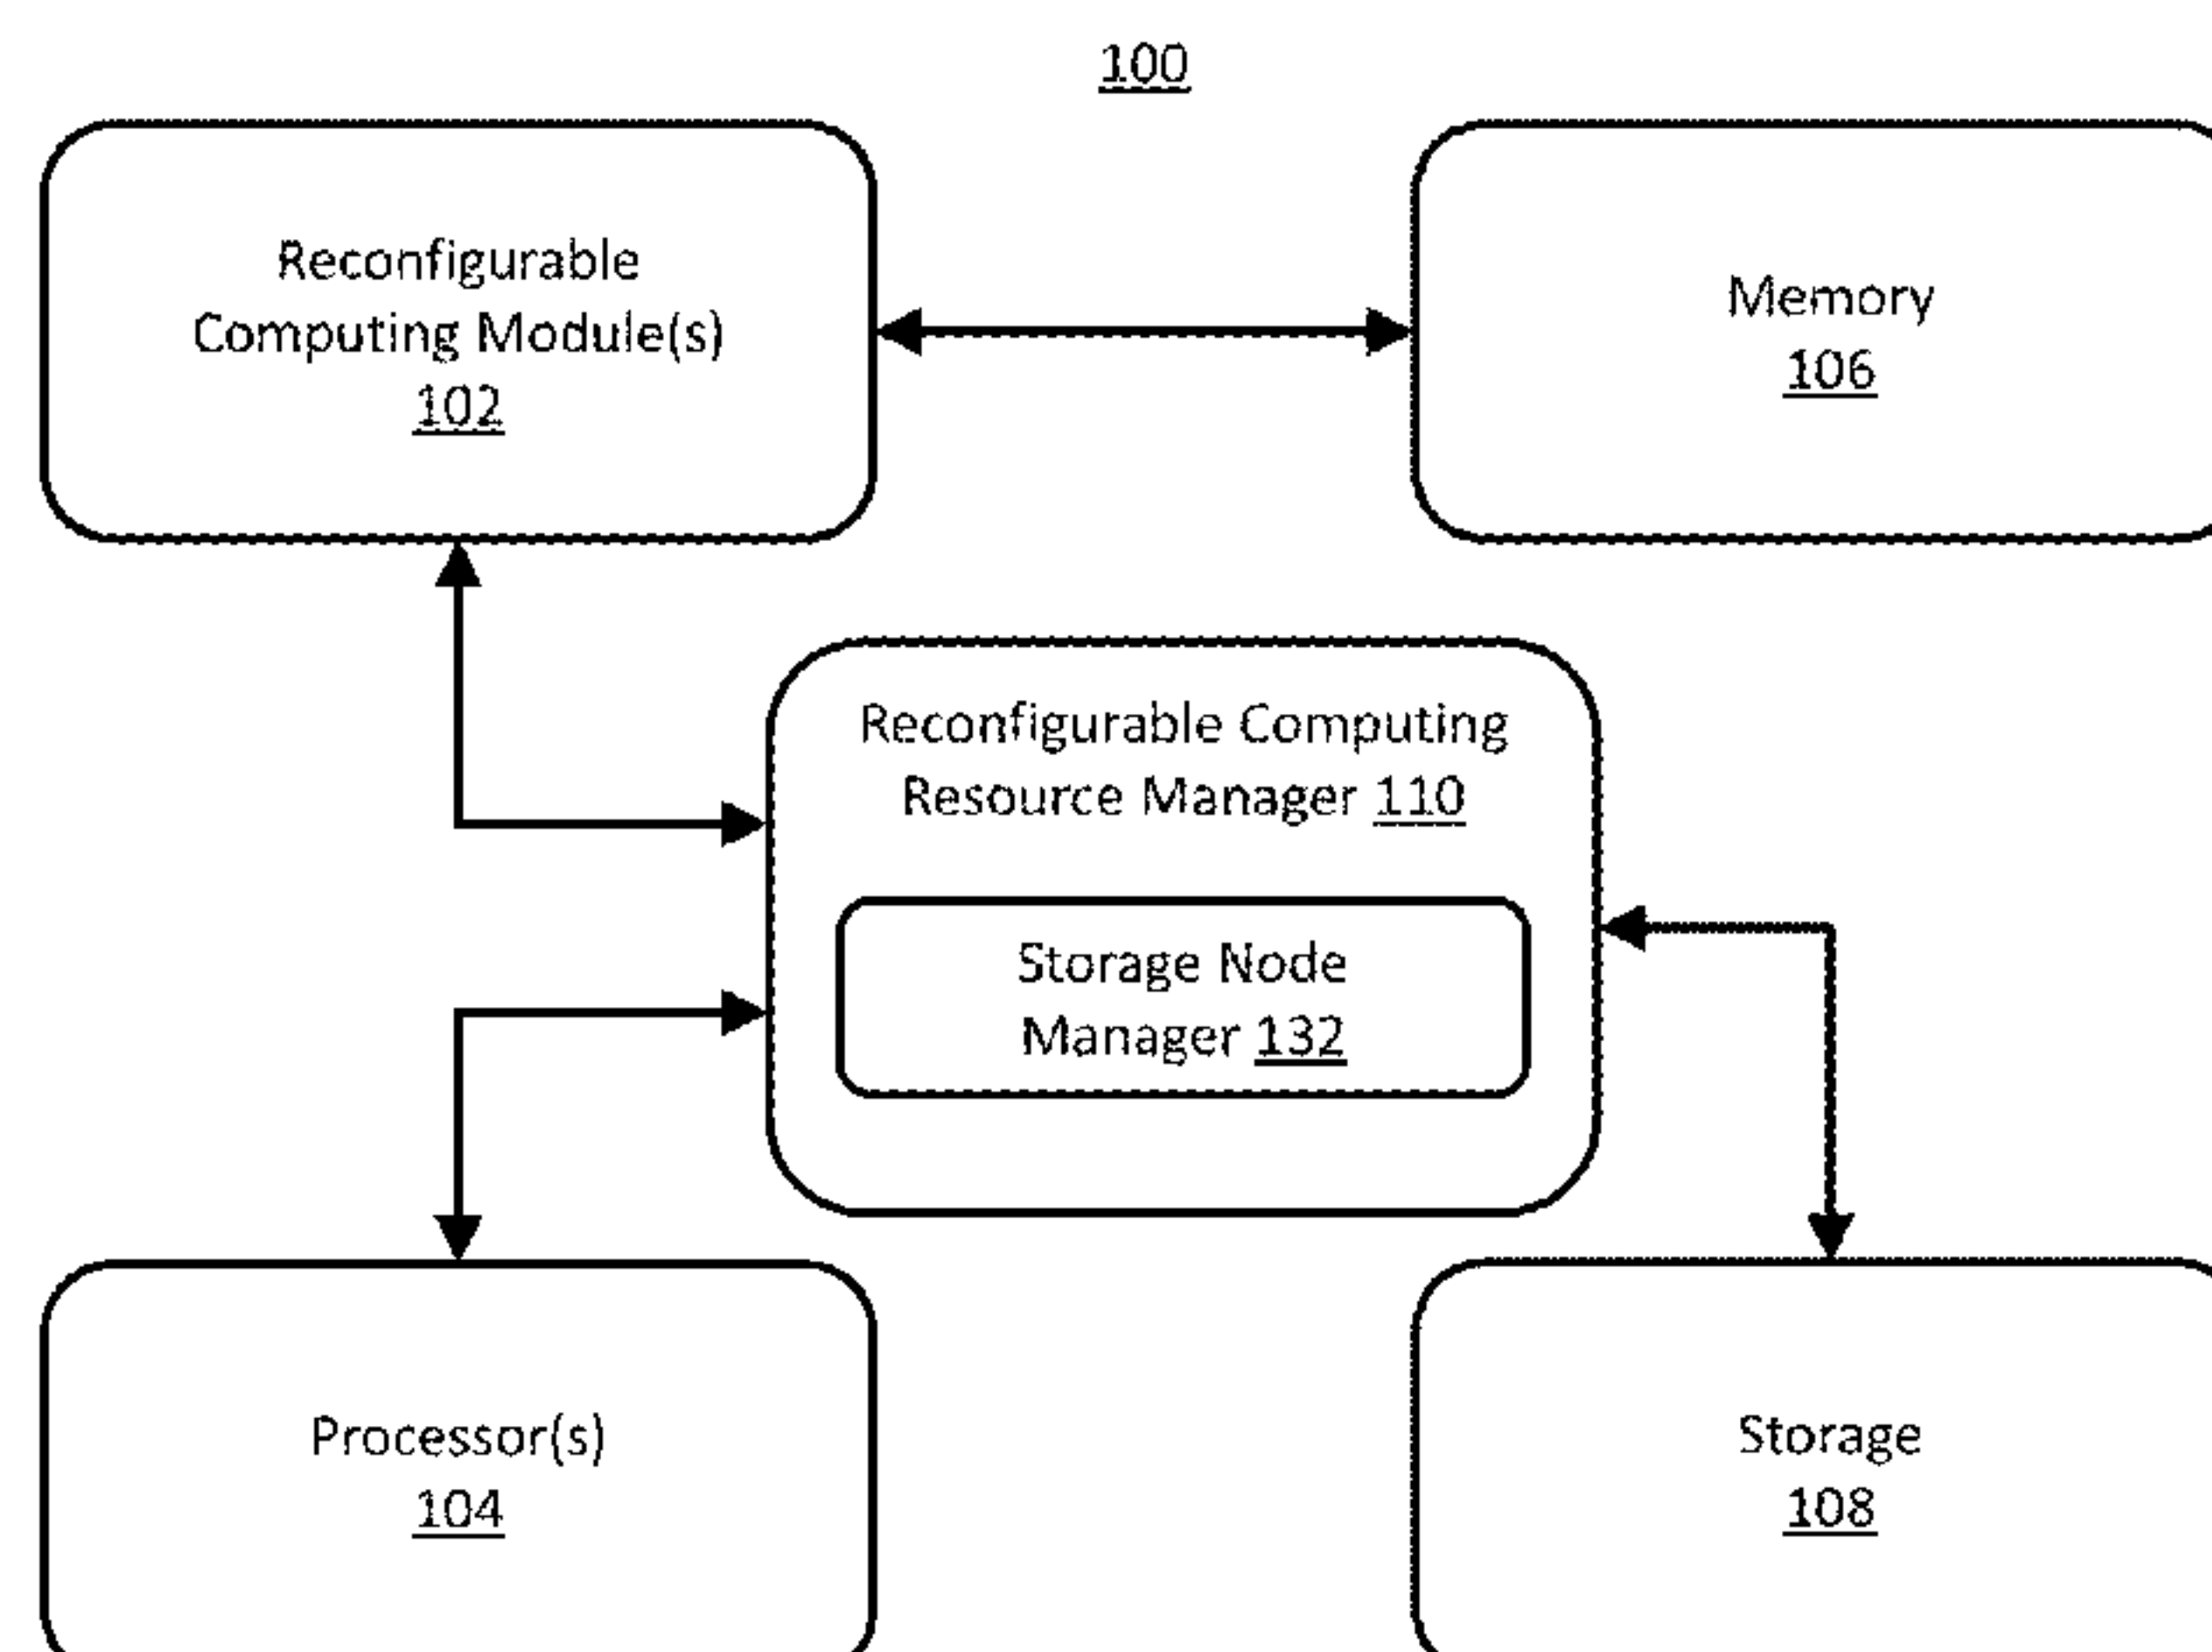 100
Reconfigurable
Computing Module(s)
102
Memory
106
Reconfigurable Computing
Resource Manager 110
Storage Node
Manager 132
Processor(s)
104
Storage
108